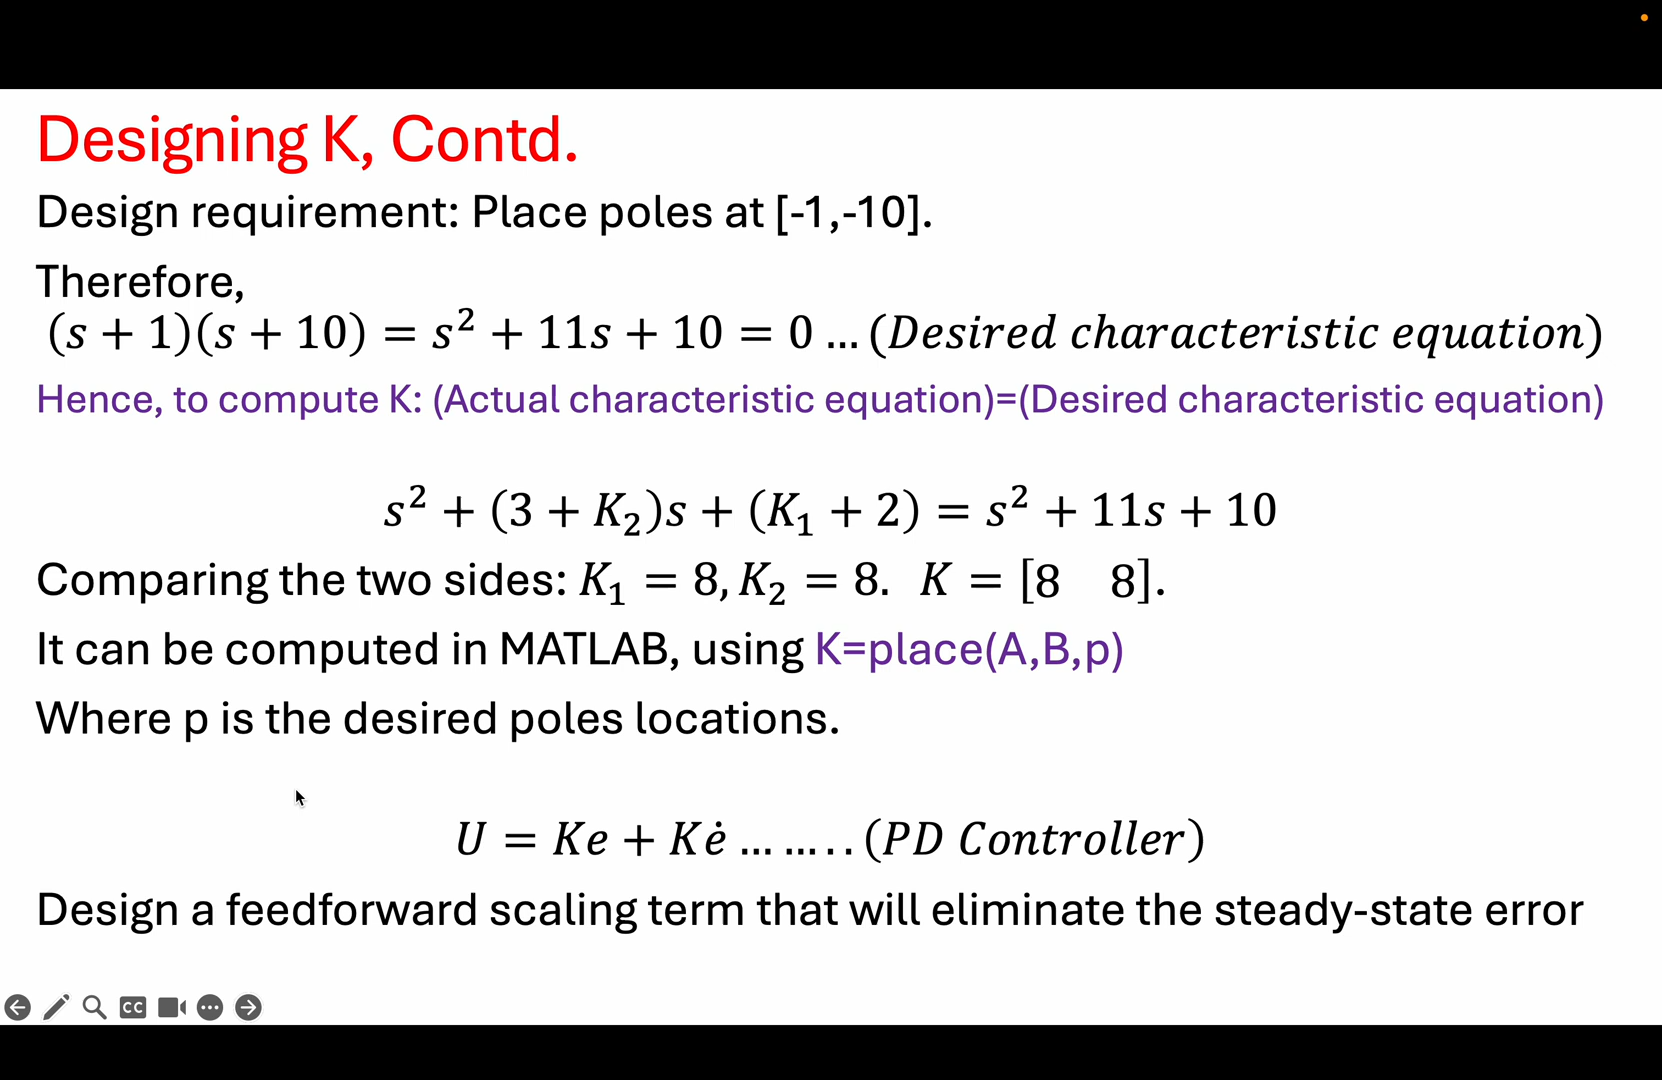 Designing K, Contd.
Design requirement: Place poles at [-1,-10].
Therefore,
(s + 1)(s + 10) = s² + 11s + 10 = 0 … (Desired characteristic equation)
Hence, to compute K: (Actual characteristic equation)=(Desired characteristic equation)
s² + (3 + K₂)s + (K₁ + 2) = s² + 11s + 10
Comparing the two sides: K₁ = 8, K₂ = 8. K = [8 8].
It can be computed in MATLAB, using K=place(A,B,p)
Where p is the desired poles locations.
U = Ke + Kė … … . . (PD Controller)
Design a feedforward scaling term that will eliminate the steady-state error
CC